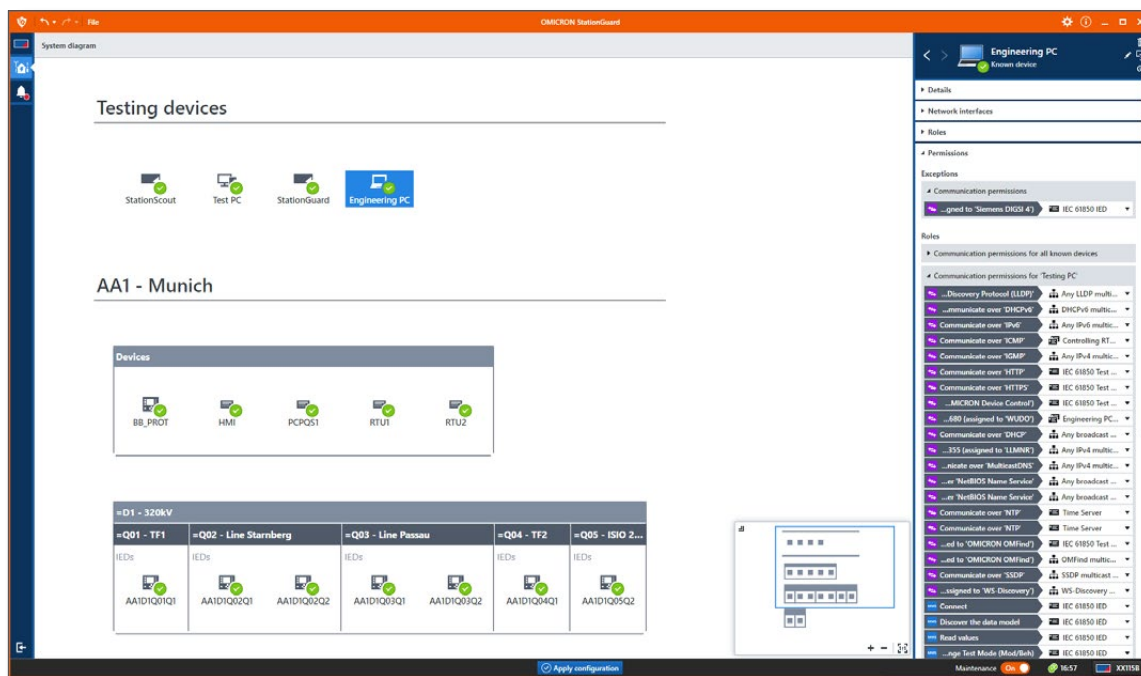 File
OMICRON StationGuard
System diagram
Engineering PC
Known device
Details
Network interfaces
Roles
Permissions
Exceptions
Communication permissions
...gned to 'Siemens DIGSI 4') IEC 61850 IED
Roles
Communication permissions for all known devices
Communication permissions for 'Testing PC'
...Discovery Protocol (LLDP)' Any LLDP multi...
...mmunicate over 'DHCPv6' DHCPv6 multic...
Communicate over 'IPv6' Any IPv6 multic...
Communicate over 'ICMP' Controlling RT...
Communicate over 'IGMP' Any IPv4 multic...
Communicate over 'HTTP' IEC 61850 Test ...
Communicate over 'HTTPS' IEC 61850 Test ...
...MICRON Device Control') IEC 61850 Test ...
...680 (assigned to 'WUDO') Engineering PC...
Communicate over 'DHCP' Any broadcast ...
...355 (assigned to 'LLMNR') Any IPv4 multic...
...nicate over 'MulticastDNS' Any IPv4 multic...
...er 'NetBIOS Name Service' Any broadcast ...
...er 'NetBIOS Name Service' Any broadcast ...
Communicate over 'NTP' Time Server
Communicate over 'NTP' Time Server
...ed to 'OMICRON OMFind') IEC 61850 Test ...
...ed to 'OMICRON OMFind') OMFind multic...
Communicate over 'SSDP' SSDP multicast ...
...ssigned to 'WS-Discovery') WS-Discovery ...
Connect IEC 61850 IED
Discover the data model IEC 61850 IED
Read values IEC 61850 IED
...nge Test Mode (Mod/Beh) IEC 61850 IED
Testing devices
StationScout Test PC StationGuard Engineering PC
AA1 - Munich
Devices
BB_PROT HMI PCPQS1 RTU1 RTU2
=D1 - 320kV
=Q01 - TF1 =Q02 - Line Starnberg =Q03 - Line Passau =Q04 - TF2 =Q05 - ISIO 2...
IEDs IEDs IEDs IEDs IEDs
AA1D1Q01Q1 AA1D1Q02Q1 AA1D1Q02Q2 AA1D1Q03Q1 AA1D1Q03Q2 AA1D1Q04Q1 AA1D1Q05Q2
Apply configuration
Maintenance On 16:57 XX115B